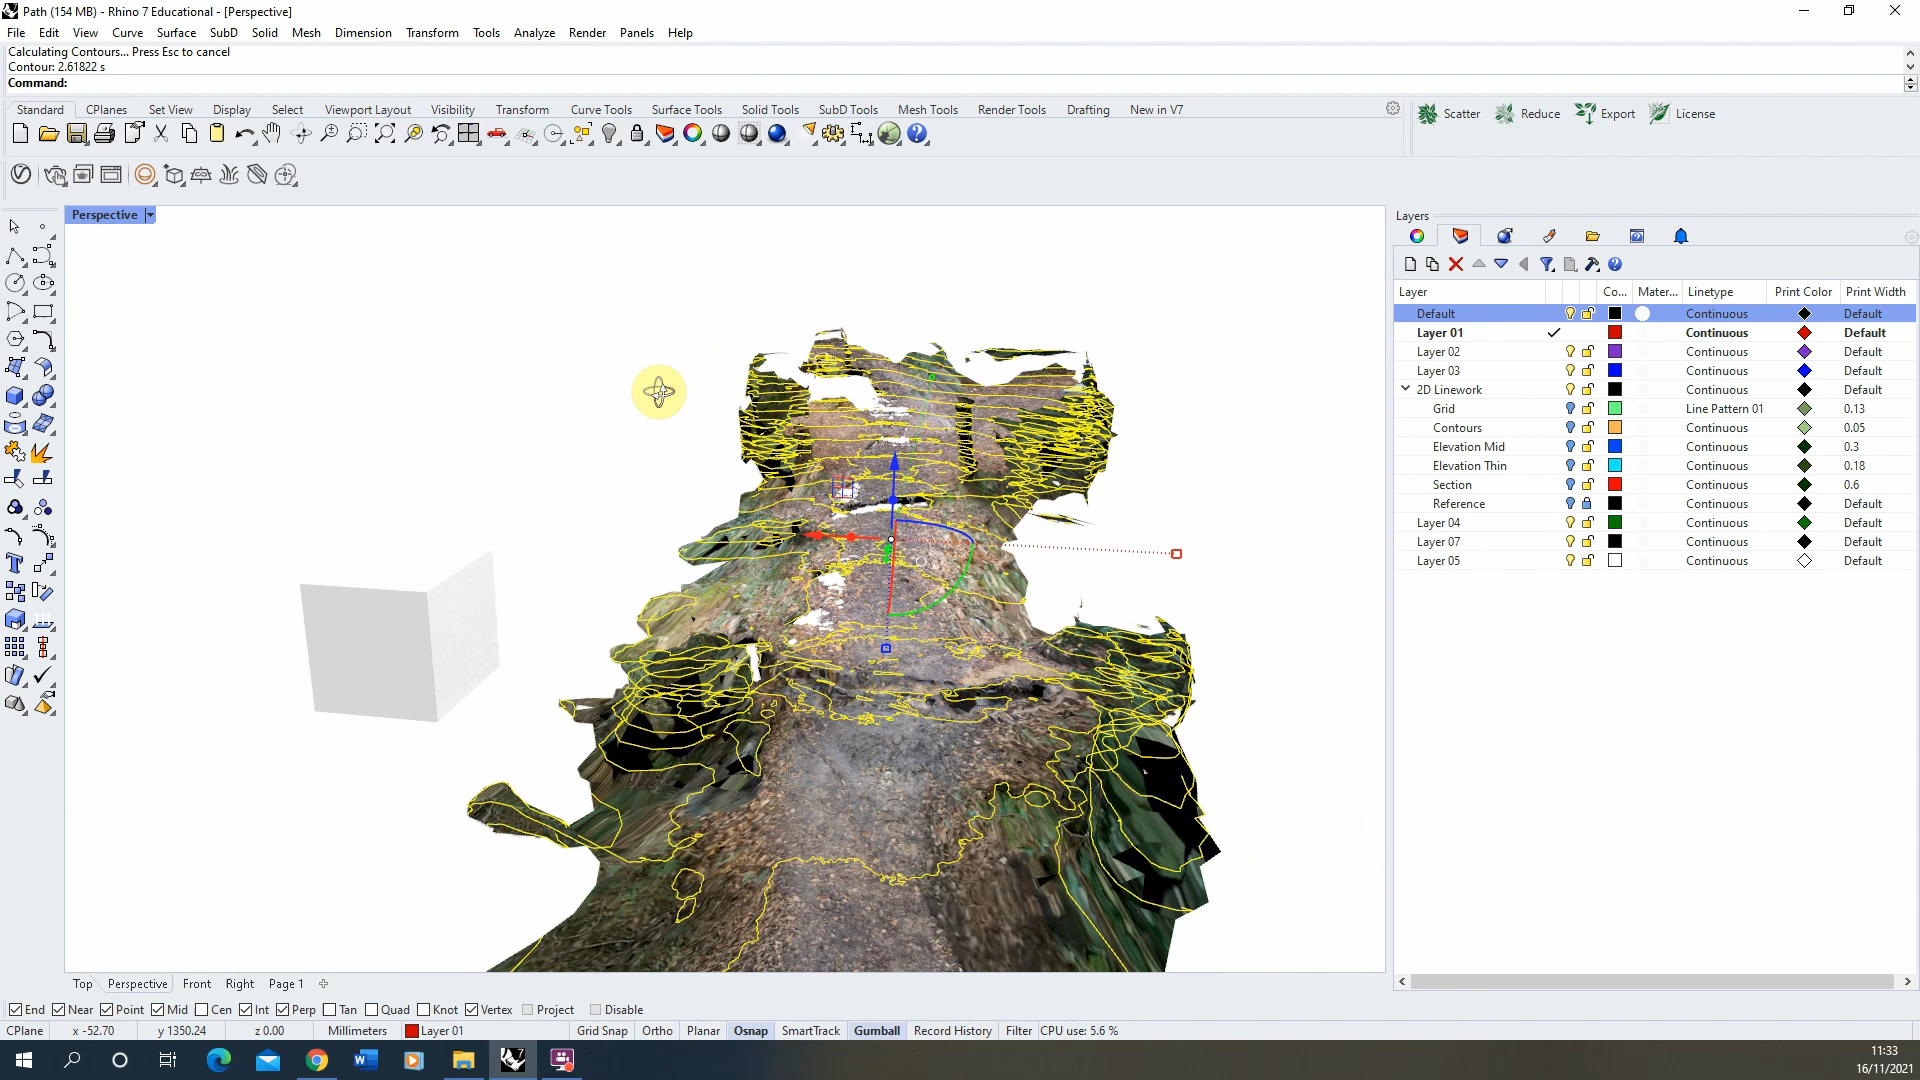 Path (154 MB) - Rhino 7 Educational - [Perspective]
File Edit View Curve Surface SubD Solid Mesh Dimension Transform Tools Analyze Render Panels Help
Calculating Contours... Press Esc to cancel
Contour: 2.61822 s
Command:
Standard CPlanes Set View Display Select Viewport Layout Visibility Transform Curve Tools Surface Tools Solid Tools SubD Tools Mesh Tools Render Tools Drafting New in V7
Scatter Reduce Export License
Perspective
Layers
Layer Co... Mater... Linetype Print Color Print Width
Default Continuous Default
Layer 01 Continuous Default
Layer 02 Continuous Default
Layer 03 Continuous Default
2D Linework Continuous Default
Grid Line Pattern 01 0.13
Contours Continuous 0.05
Elevation Mid Continuous 0.3
Elevation Thin Continuous 0.18
Section Continuous 0.6
Reference Continuous Default
Layer 04 Continuous Default
Layer 07 Continuous Default
Layer 05 Continuous Default
Top Perspective Front Right Page 1
End Near Point Mid Cen Int Perp Tan Quad Knot Vertex Project Disable
CPlane x -52.70 y 1350.24 z 0.00 Millimeters Layer 01 Grid Snap Ortho Planar Osnap SmartTrack Gumball Record History Filter CPU use: 5.6 %
11:33
16/11/2021